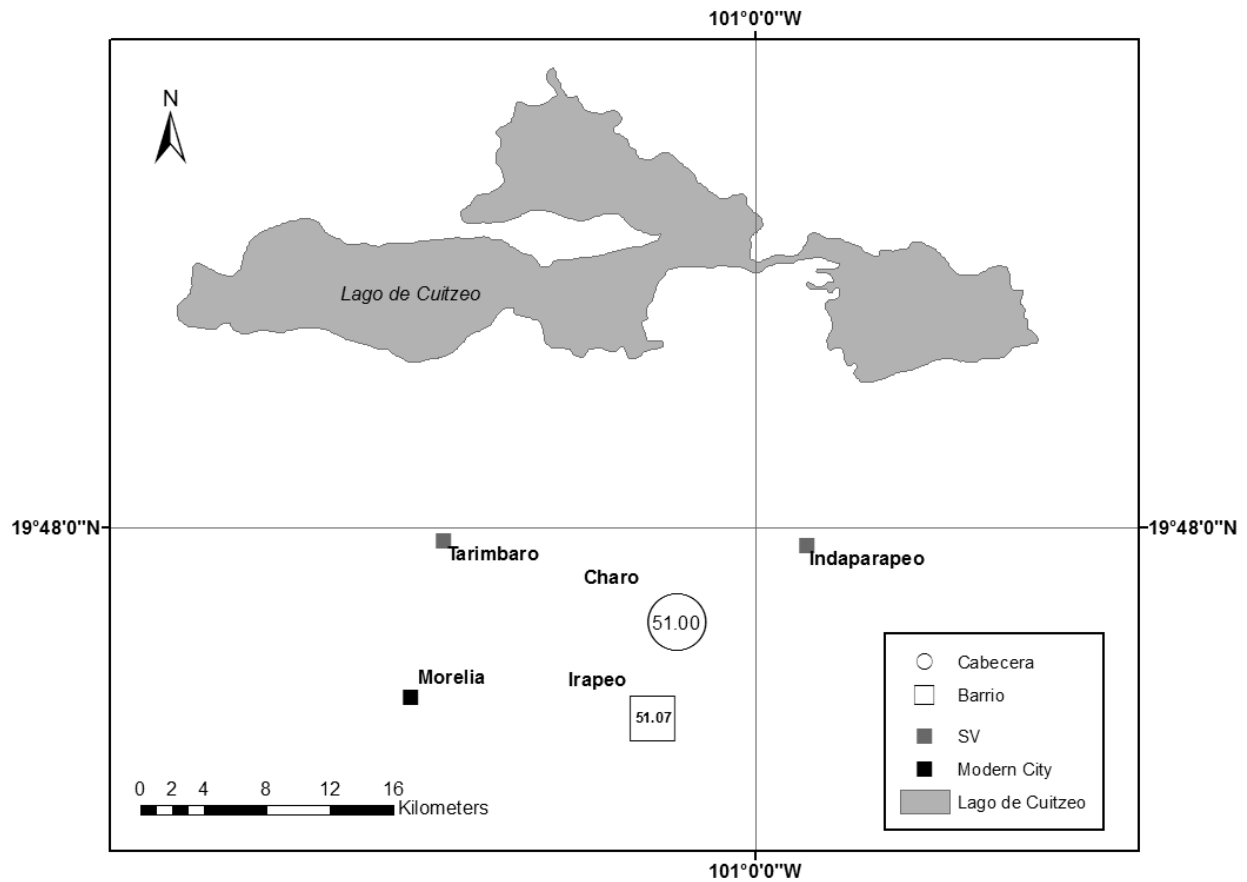 101°0'0"W
N
Lago de Cuitzeo
19°48'0"N
19°48'0"N
Tarimbaro
Indaparapeo
Charo
51.00
Morelia
Irapeo
51.07
Cabecera
Barrio
SV
Modern City
Lago de Cuitzeo
0 2 4 8 12 16
Kilometers
101°0'0"W